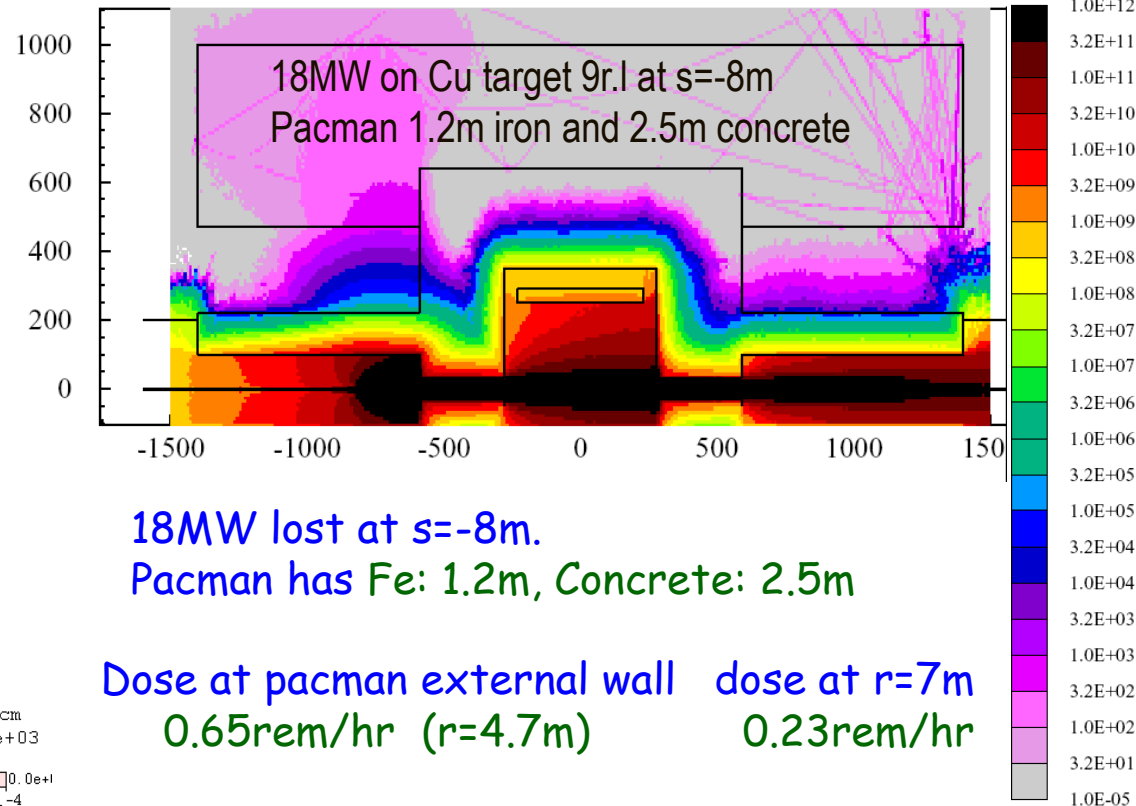 1000
800
600
400
200
0
18MW on Cu target 9r.l at s=-8m
Pacman 1.2m iron and 2.5m concrete
-1500 -1000 -500 0 500 1000 150
1.0E+12
3.2E+11
1.0E+11
3.2E+10
1.0E+10
3.2E+09
1.0E+09
3.2E+08
1.0E+08
3.2E+07
1.0E+07
3.2E+06
1.0E+06
3.2E+05
1.0E+05
3.2E+04
1.0E+04
3.2E+03
1.0E+03
3.2E+02
1.0E+02
3.2E+01
1.0E-05
18MW lost at s=-8m.
Pacman has Fe: 1.2m, Concrete: 2.5m
Dose at pacman external wall dose at r=7m
0.65rem/hr (r=4.7m) 0.23rem/hr
cm
e+03
0.0e+
-4